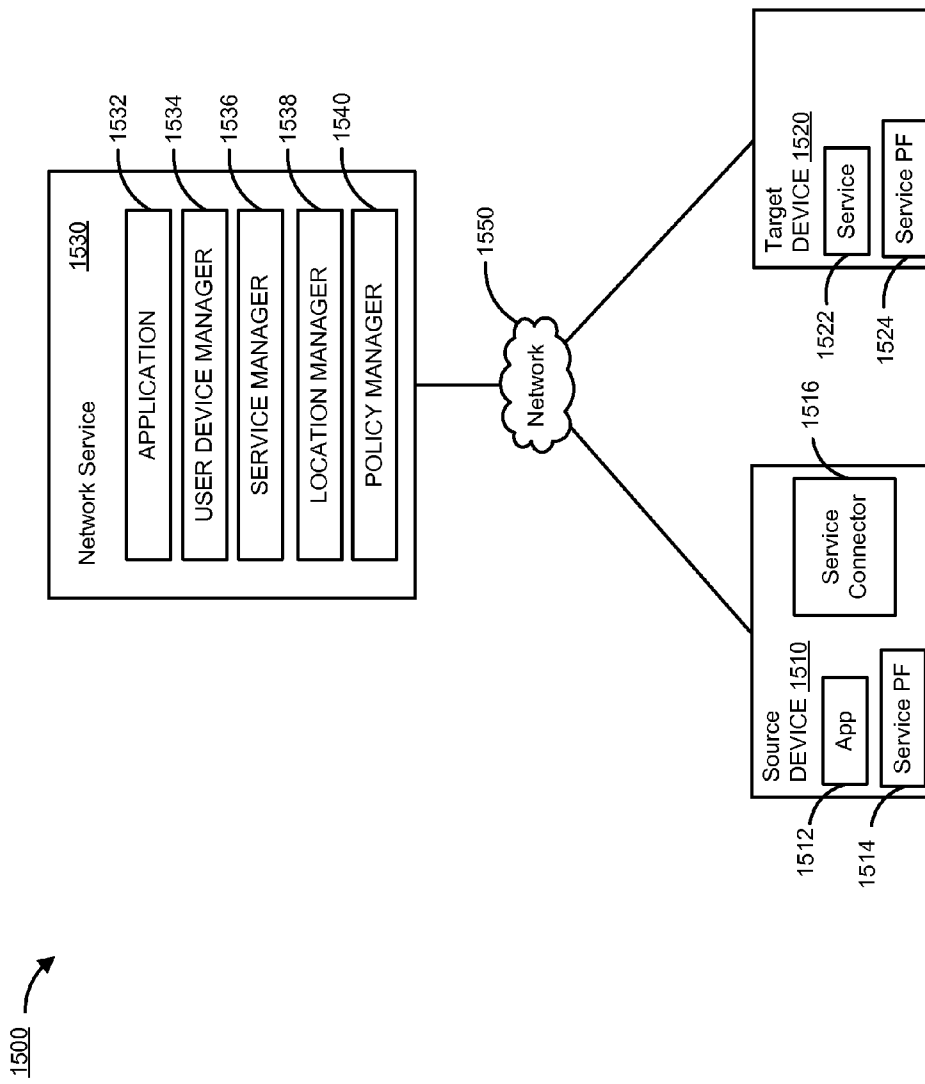 1500
Network Service
1530
APPLICATION
1532
USER DEVICE MANAGER
1534
SERVICE MANAGER
1536
LOCATION MANAGER
1538
POLICY MANAGER
1540
Network
1550
Source
DEVICE 1510
App
1512
Service PF
1514
Service
Connector
1516
Target
DEVICE 1520
Service
1522
Service PF
1524